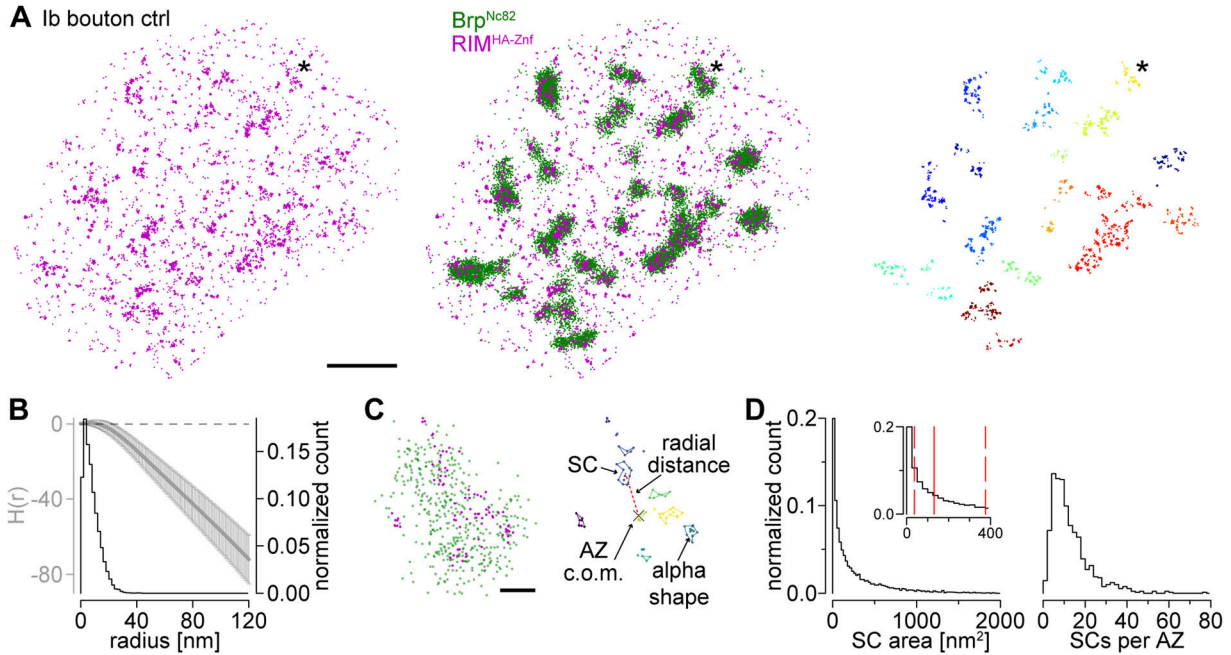 A Ib bouton ctrl
Brp^Nc82
RIM^HA-Znf
*
*
*
B
0
-40
-80
H(r)
0.15
0.10
0.05
0.00
normalized count
0 40 80 120
radius [nm]
C
SC
radial
distance
AZ
c.o.m.
alpha
shape
D
0.2
0.1
0.0
normalized count
0.2
0.0
0 400
0 1000 2000
SC area [nm²]
0 20 40 60 80
SCs per AZ